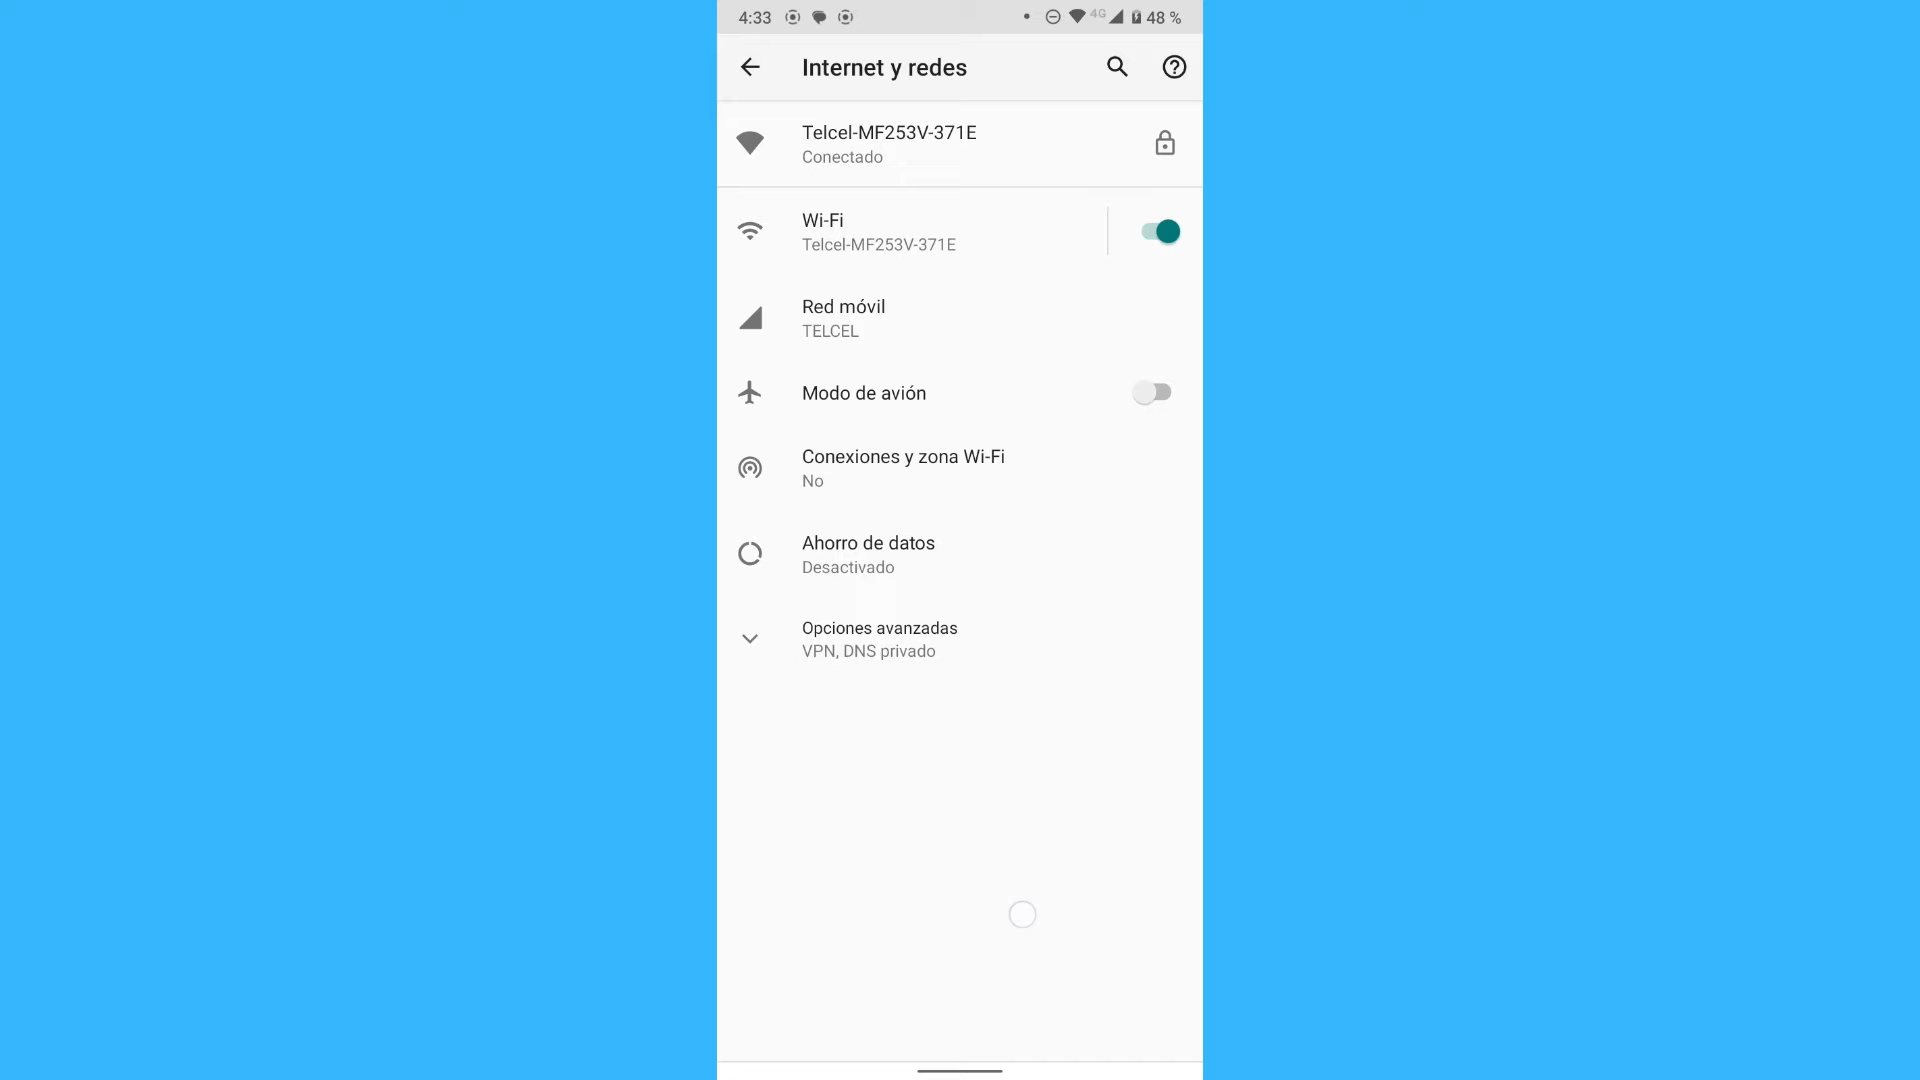 4:33 4G 48 %
Internet y redes
Telcel-MF253V-371E
Conectado
Wi-Fi
Telcel-MF253V-371E
Red móvil
TELCEL
Modo de avión
Conexiones y zona Wi-Fi
No
Ahorro de datos
Desactivado
Opciones avanzadas
VPN, DNS privado